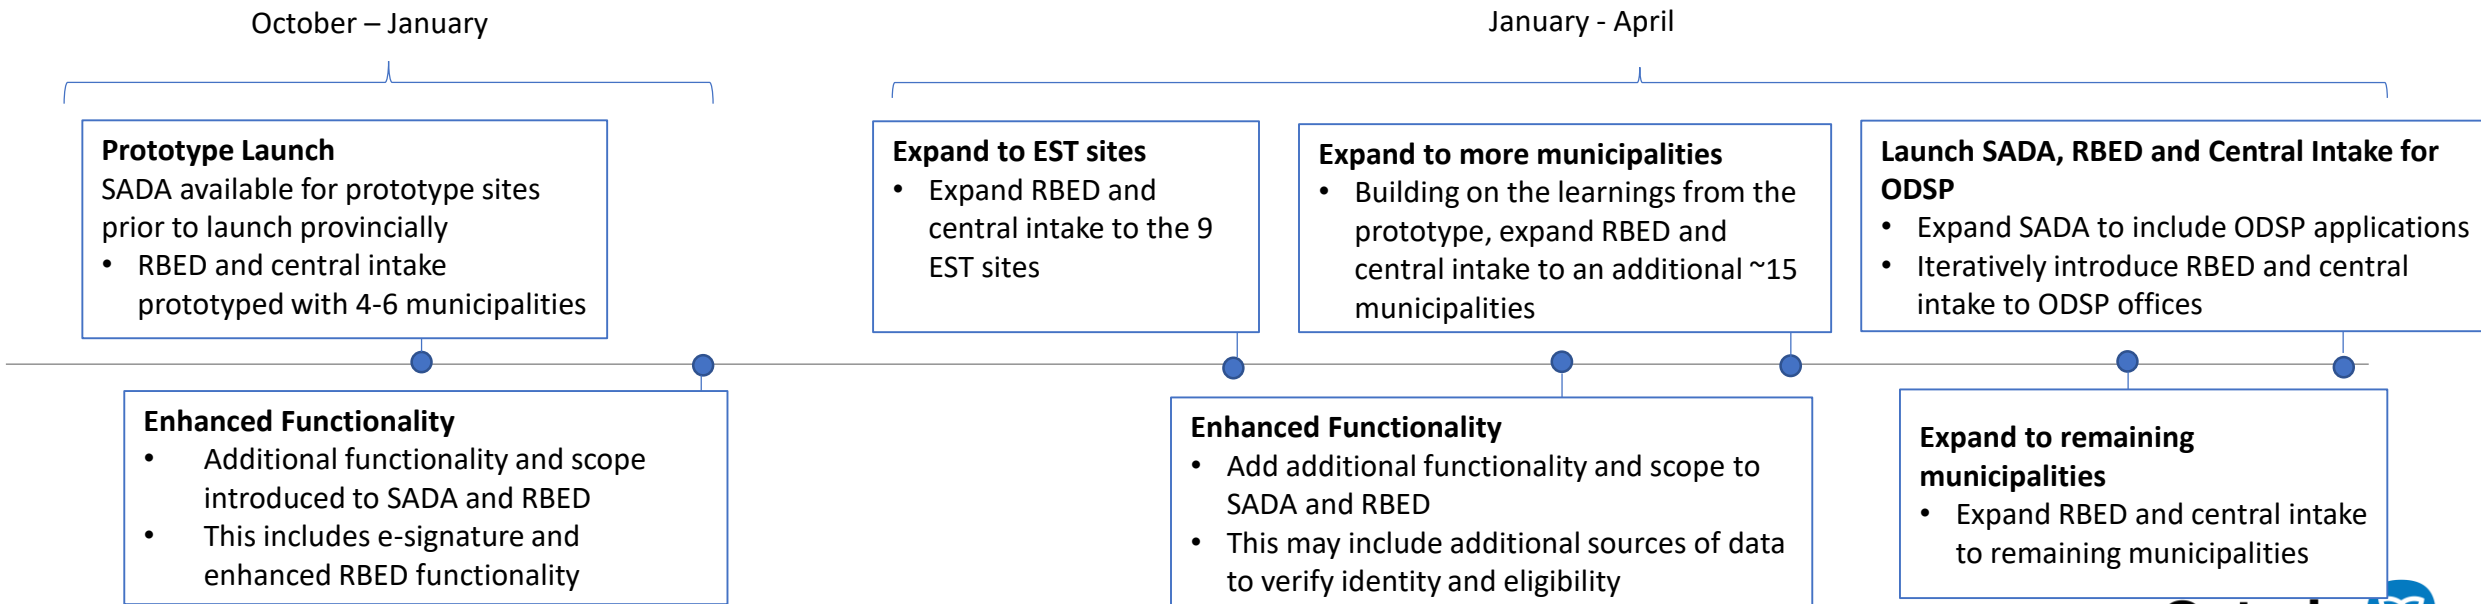 October – January
January - April
Prototype Launch
SADA available for prototype sites
prior to launch provincially
• RBED and central intake
prototyped with 4-6 municipalities
Expand to EST sites
• Expand RBED and
central intake to the 9
EST sites
Expand to more municipalities
• Building on the learnings from the
prototype, expand RBED and
central intake to an additional ~15
municipalities
Launch SADA, RBED and Central Intake for
ODSP
• Expand SADA to include ODSP applications
• Iteratively introduce RBED and central
intake to ODSP offices
Enhanced Functionality
• Additional functionality and scope
introduced to SADA and RBED
• This includes e-signature and
enhanced RBED functionality
Enhanced Functionality
• Add additional functionality and scope to
SADA and RBED
• This may include additional sources of data
to verify identity and eligibility
Expand to remaining
municipalities
• Expand RBED and central intake
to remaining municipalities